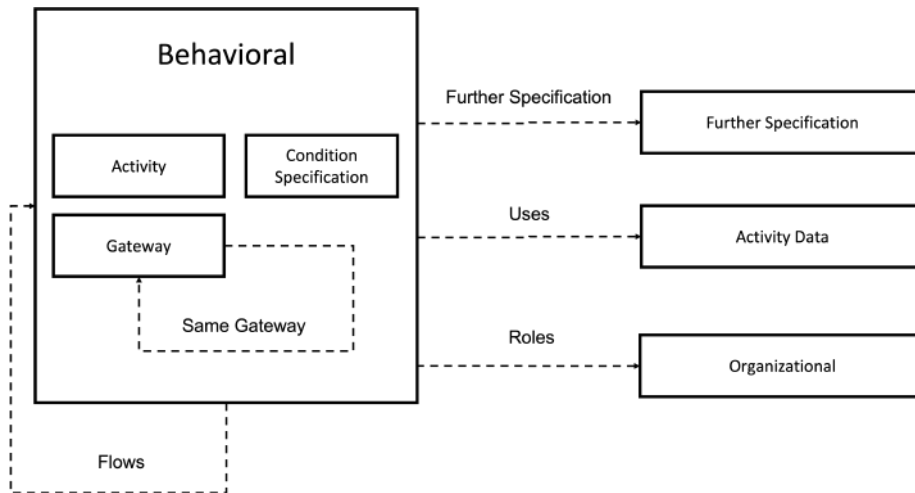 Behavioral
Further Specification
Further Specification
Activity
Condition
Specification
Uses
Gateway
Activity Data
Same Gateway
Roles
Organizational
Flows